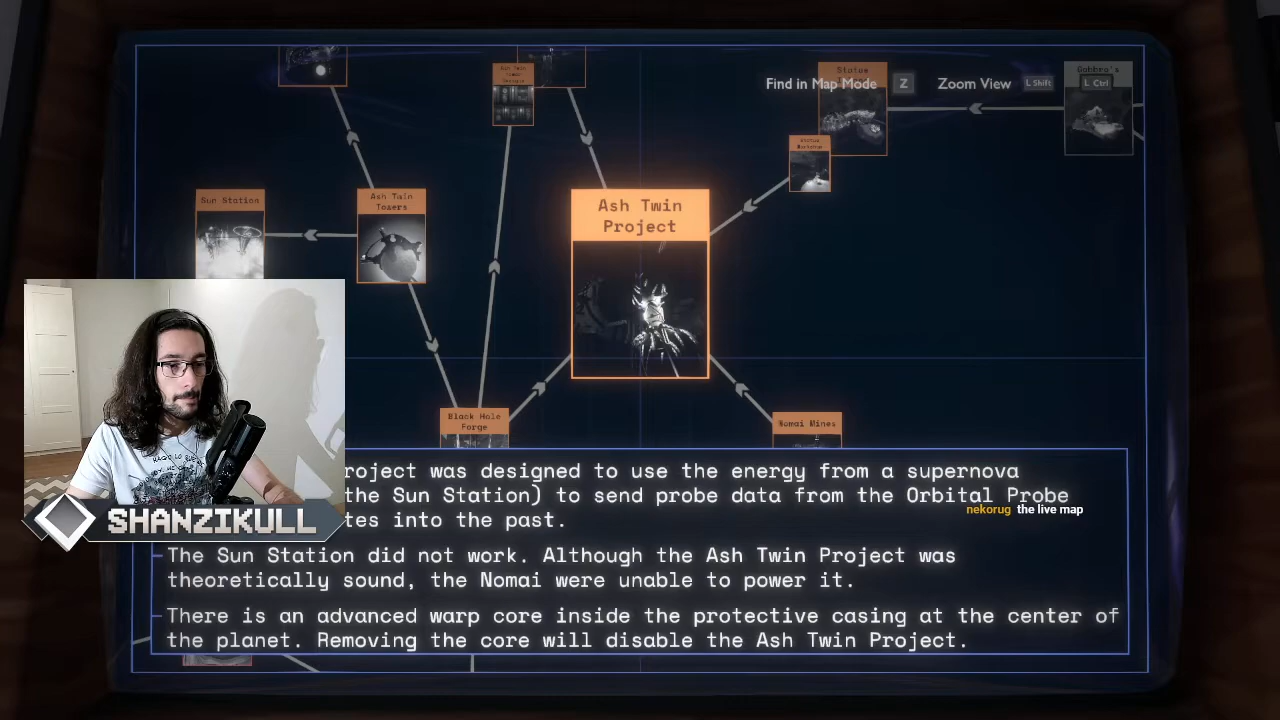 Statue
Gabbro's
Find in Map Mode Z Zoom View L Shift L Ctrl
Ash Twin
Sun Station
Ash Twin
Towers
Ash Twin
Project
Black Hole
Forge
Nomai Mines
roject was designed to use the energy from a supernova
the Sun Station) to send probe data from the Orbital Probe
tes into the past.
nekorug the live map
SHANZIKULL
The Sun Station did not work. Although the Ash Twin Project was
theoretically sound, the Nomai were unable to power it.
There is an advanced warp core inside the protective casing at the center of
the planet. Removing the core will disable the Ash Twin Project.